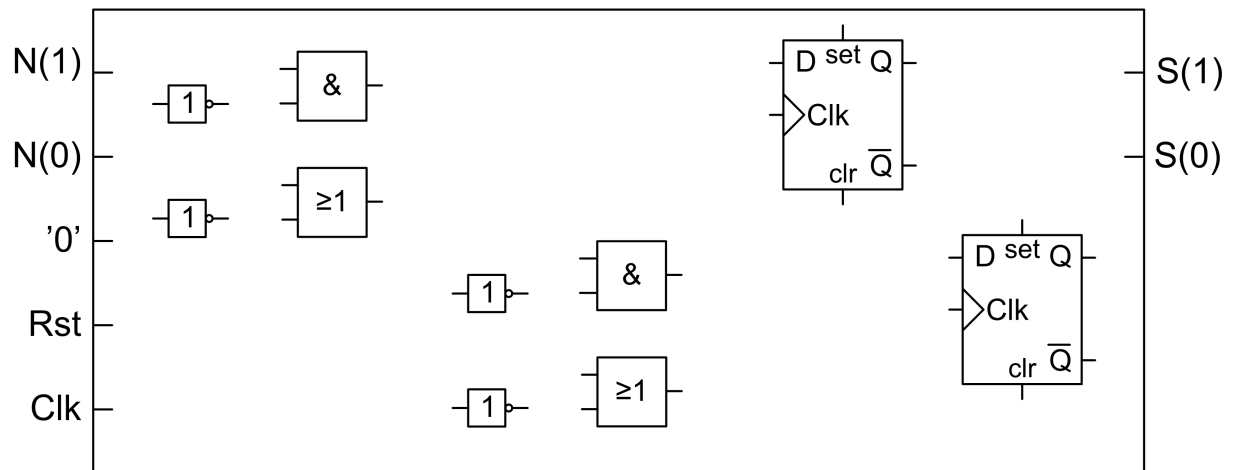 N(1)
N(0)
’0’
Rst
Clk
1
&
1
≥1
1
&
1
≥1
D set Q
Clk
clr Q̅
D set Q
Clk
clr Q̅
S(1)
S(0)